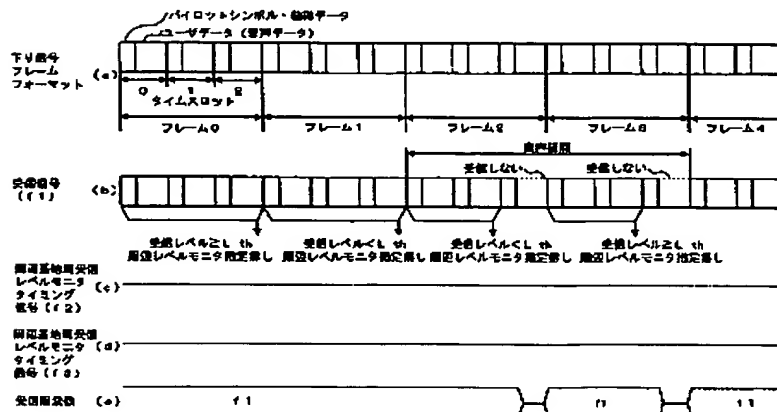 パイロットシンボル・制御データ
ユーザデータ(音声データ)
下り信号
フレーム
フォーマット
(a)
0 1 2
タイムスロット
フレーム0 フレーム1 フレーム2 フレーム3 フレーム4
受信しない 受信しない
受信信号
(f1)
(b)
受信レベル≧L th 受信レベル<L th 受信レベル<L th 受信レベル≧L th
周辺レベルモニタ指定無し 周辺レベルモニタ指定無し 周辺レベルモニタ指定無し 周辺レベルモニタ指定無し
周辺基地局受信
レベルモニタ
タイミング
信号(f2)
(c)
周辺基地局受信
レベルモニタ
タイミング
信号(f3)
(d)
受信周波数 (e) f1 f1 f1